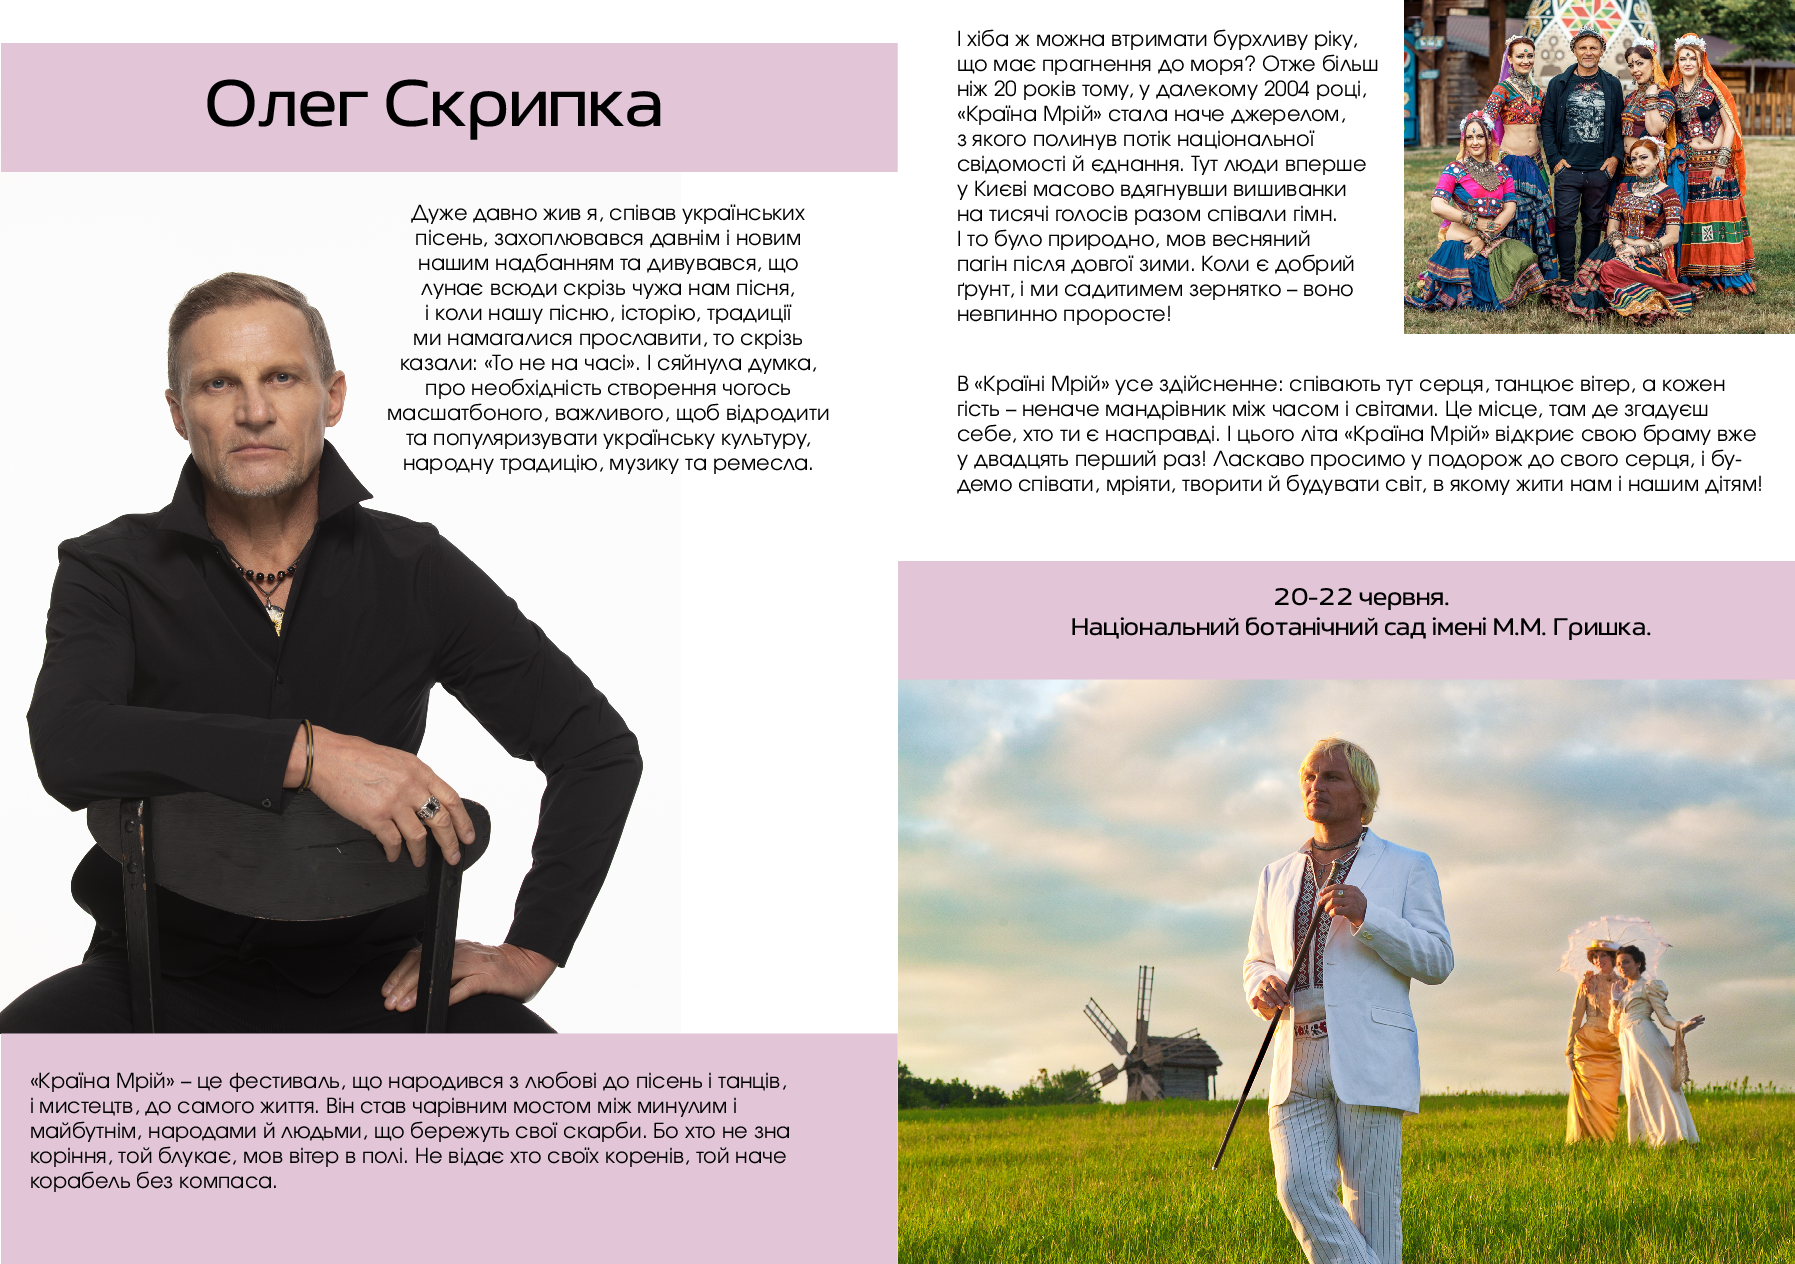 Олег Скрипка
Дуже давно жив я, співав українських
пісень, захоплювався давнім і новим
нашим надбанням та дивувався, що
лунає всюди скрізь чужа нам пісня,
і коли нашу пісню, історію, традиції
ми намагалися прославити, то скрізь
казали: «То не на часі». І сяйнула думка,
про необхідність створення чогось
масшатбоного, важливого, щоб відродити
та популяризувати українську культуру,
народну традицію, музику та ремесла.
«Країна Мрій» – це фестиваль, що народився з любові до пісень і танців,
і мистецтв, до самого життя. Він став чарівним мостом між минулим і
майбутнім, народами й людьми, що бережуть свої скарби. Бо хто не зна
коріння, той блукає, мов вітер в полі. Не відає хто своїх коренів, той наче
корабель без компаса.
І хіба ж можна втримати бурхливу ріку,
що має прагнення до моря? Отже більш
ніж 20 років тому, у далекому 2004 році,
«Країна Мрій» стала наче джерелом,
з якого полинув потік національної
свідомості й єднання. Тут люди вперше
у Києві масово вдягнувши вишиванки
на тисячі голосів разом співали гімн.
І то було природно, мов весняний
пагін після довгої зими. Коли є добрий
ґрунт, і ми садитимем зернятко – воно
невпинно проросте!
В «Країні Мрій» усе здійсненне: співають тут серця, танцює вітер, а кожен
гість – неначе мандрівник між часом і світами. Це місце, там де згадуєш
себе, хто ти є насправді. І цього літа «Країна Мрій» відкриє свою браму вже
у двадцять перший раз! Ласкаво просимо у подорож до свого серця, і бу-
демо співати, мріяти, творити й будувати світ, в якому жити нам і нашим дітям!
20-22 червня.
Національний ботанічний сад імені М.М. Гришка.